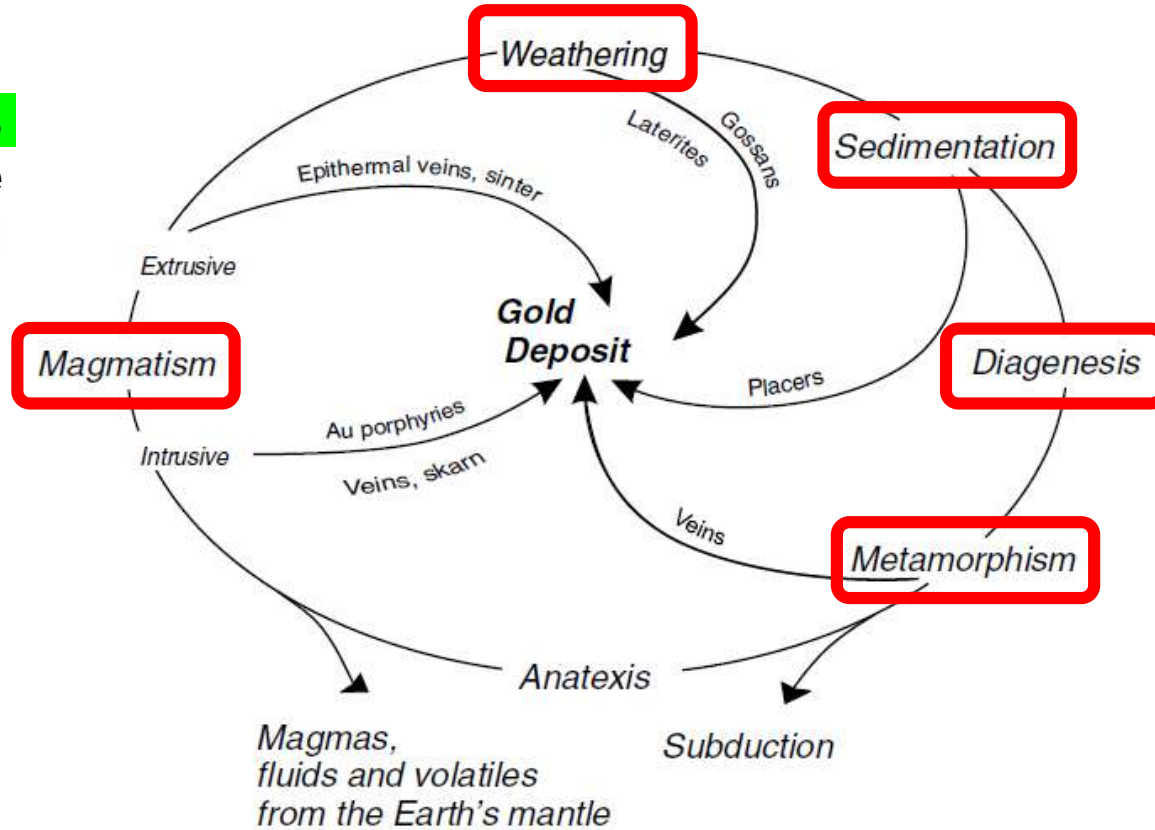 Weathering
Sedimentation
Laterites
Gossans
Epithermal veins, sinter
e
Extrusive
Gold
Deposit
Magmatism
Diagenesis
Placers
Au porphyries
Intrusive
Veins, skarn
Veins
Metamorphism
Anatexis
Magmas,
fluids and volatiles
from the Earth's mantle
Subduction